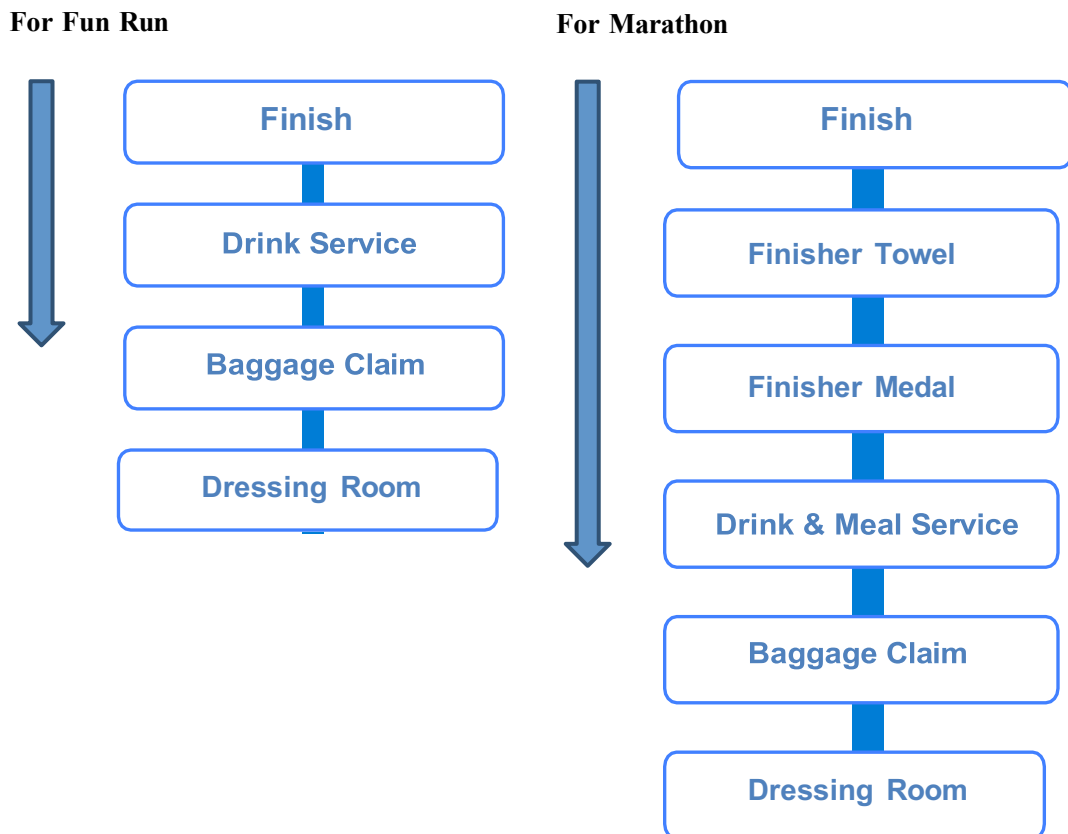 For Fun Run
Finish
Drink Service
Baggage Claim
Dressing Room
For Marathon
Finish
Finisher Towel
Finisher Medal
Drink & Meal Service
Baggage Claim
Dressing Room